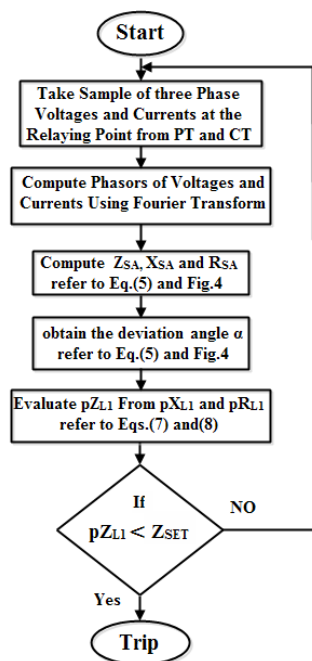 Start
Take Sample of three Phase
Voltages and Currents at the
Relaying Point from PT and CT
Compute Phasors of Voltages and
Currents Using Fourier Transform
Compute ZSA, XSA and RSA
refer to Eq.(5) and Fig.4
obtain the deviation angle α
refer to Eq.(5) and Fig.4
Evaluate pZL1 From pXL1 and pRL1
refer to Eqs.(7) and(8)
If
pZL1 < ZSET
NO
Yes
Trip